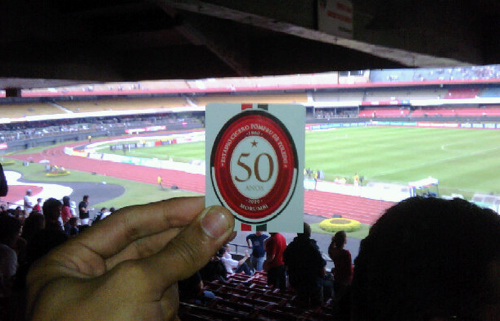 ESTÁDIO CÍCERO POMPEU DE TOLEDO
50
ANOS
MORUMBI